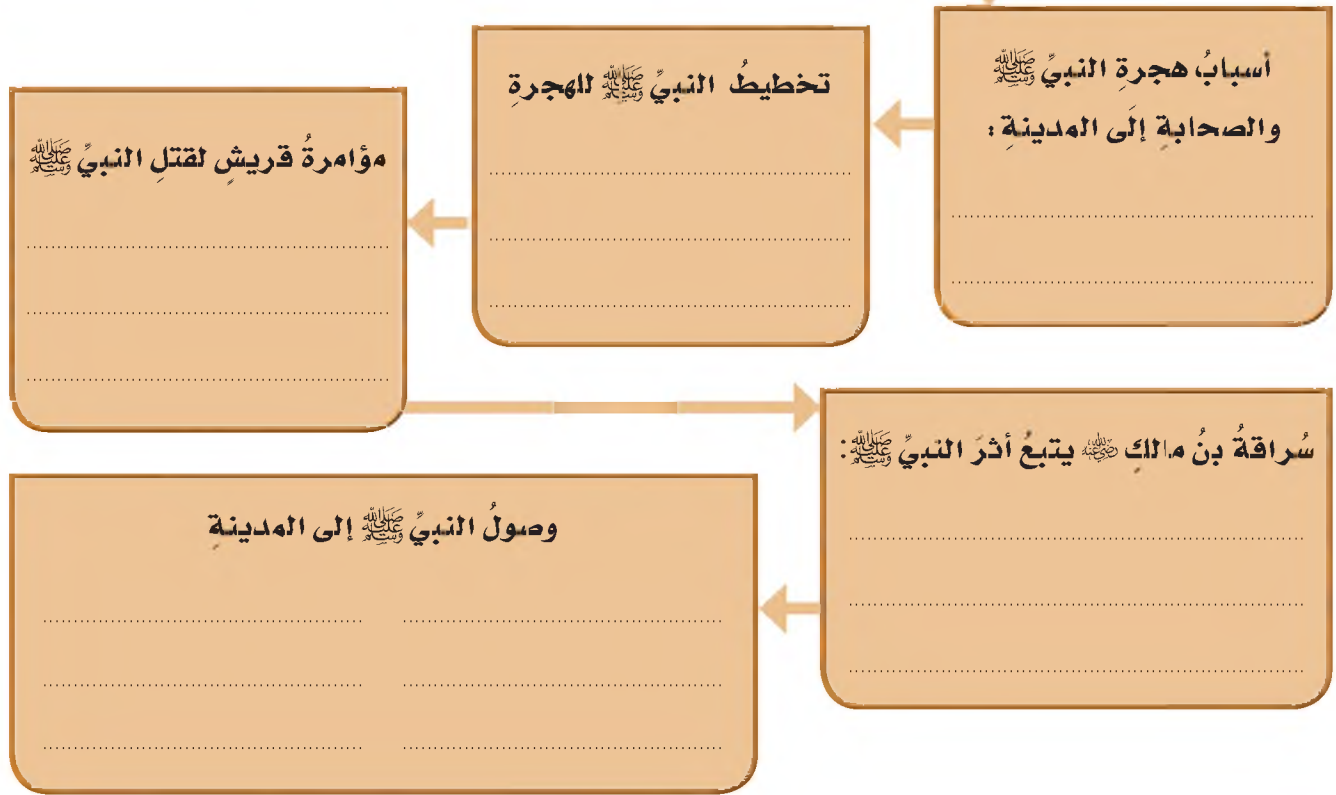 أسبابُ هجرةِ النبيِّ ﷺ
والصحابةِ إلَى المدينةِ :
تخطيطُ النبيِّ ﷺ للهجرةِ
مؤامرةُ قريشٍ لقتلِ النبيِّ ﷺ
سُراقةُ بنُ مالكٍ رضي الله عنه يتبعُ أثرَ النبيِّ ﷺ:
وصولُ النبيِّ ﷺ إلى المدينةِ